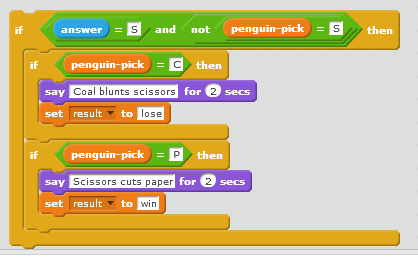 if answer = S and not penguin-pick = S then
if penguin-pick = C then
say Coal blunts scissors for 2 secs
set result to lose
if penguin-pick = P then
say Scissors cuts paper for 2 secs
set result to win